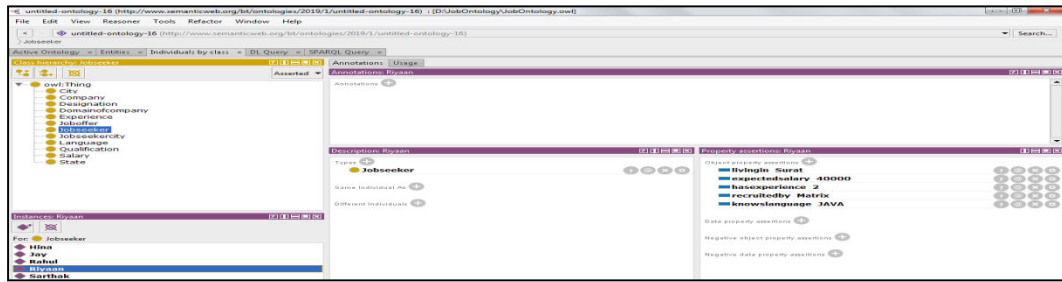 untitled-ontology-16 (http://www.semanticweb.org/bt/ontologies/2019/1/untitled-ontology-16) : [D:\JobOntology\JobOntology.owl]
File Edit View Reasoner Tools Refactor Window Help
< > untitled-ontology-16 (http://www.semanticweb.org/bt/ontologies/2019/1/untitled-ontology-16) Search...
Jobseeker
Active Ontology × Entities × Individuals by class × DL Query × SPARQL Query ×
Class hierarchy: Jobseeker
Asserted
owl:Thing
City
Company
Designation
Domainofcompany
Experience
Joboffer
Jobseeker
Jobseekercity
Language
Qualification
Salary
State
Instances: Riyaan
For: Jobseeker
Hina
Jay
Rahul
Riyaan
Sarthak
Annotations Usage
Annotations: Riyaan
Annotations
Description: Riyaan
Types
Jobseeker
Same Individual As
Different Individuals
Property assertions: Riyaan
Object property assertions
livingin Surat
expectedsalary 40000
hasexperience 2
recruitedby Matrix
knowslanguage JAVA
Data property assertions
Negative object property assertions
Negative data property assertions